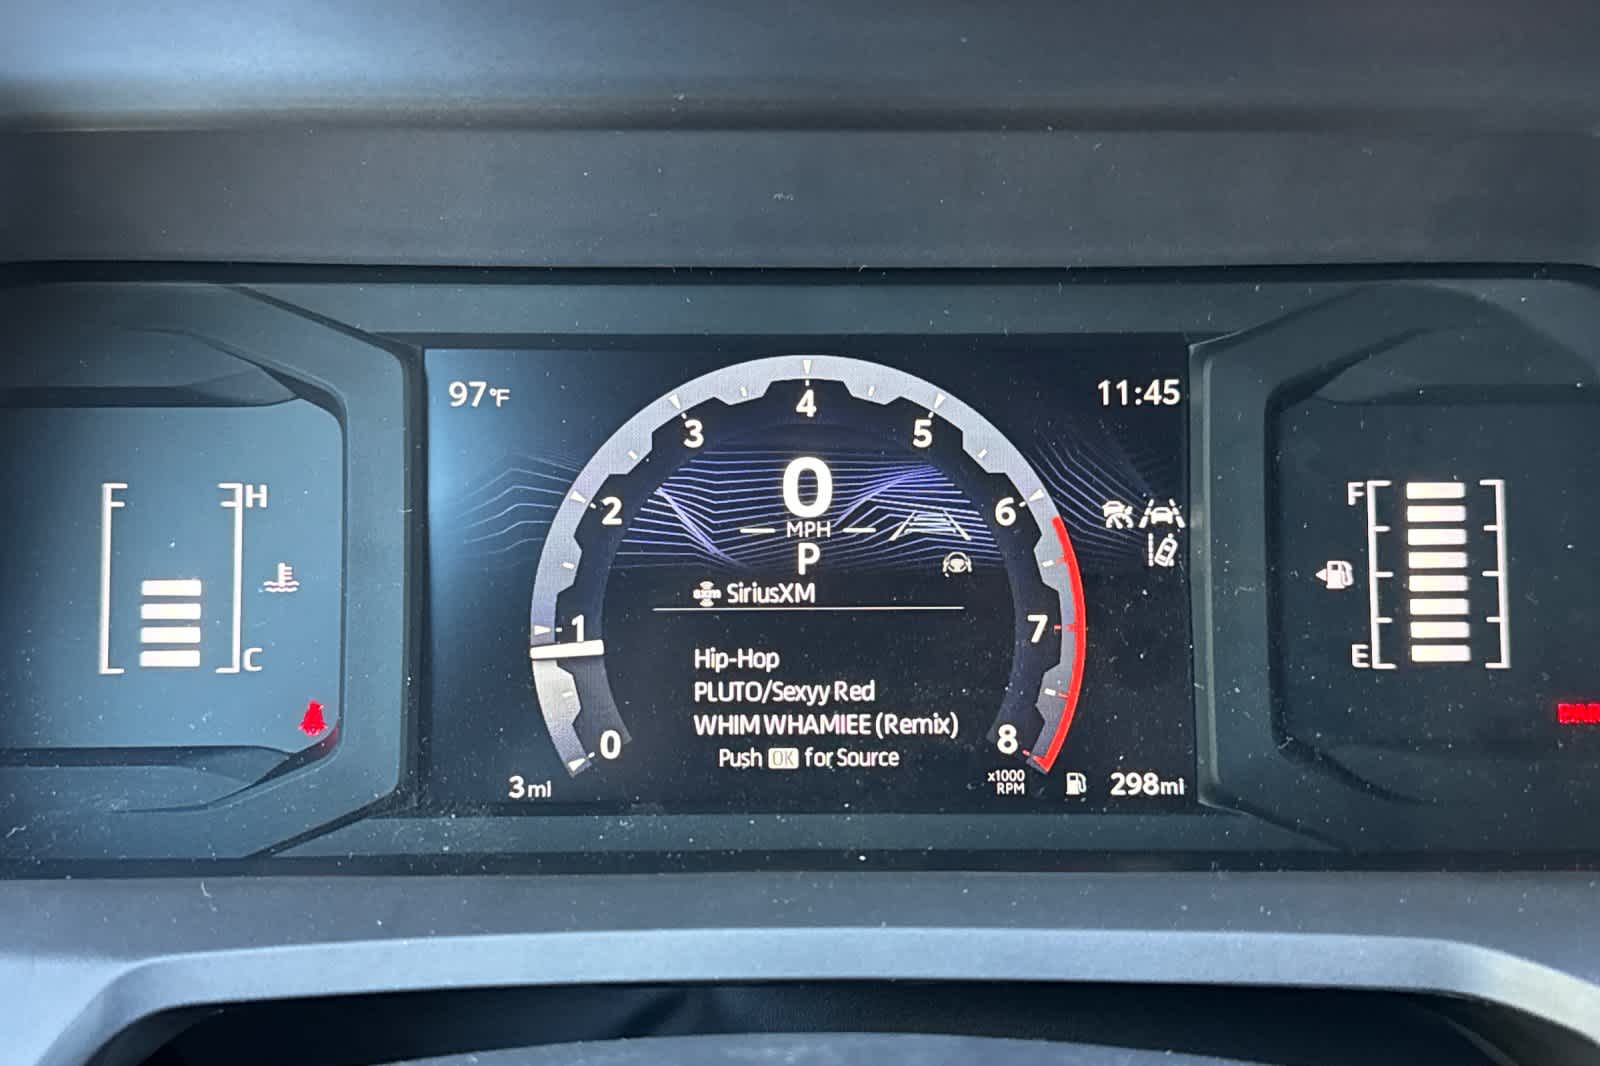 97°F
11:45
4
3
5
2
6
1
7
0
8
0
MPH
P
sxm SiriusXM
Hip-Hop
PLUTO/Sexyy Red
WHIM WHAMIEE (Remix)
Push OK for Source
3mi
x1000
RPM
298mi
H
C
F
E